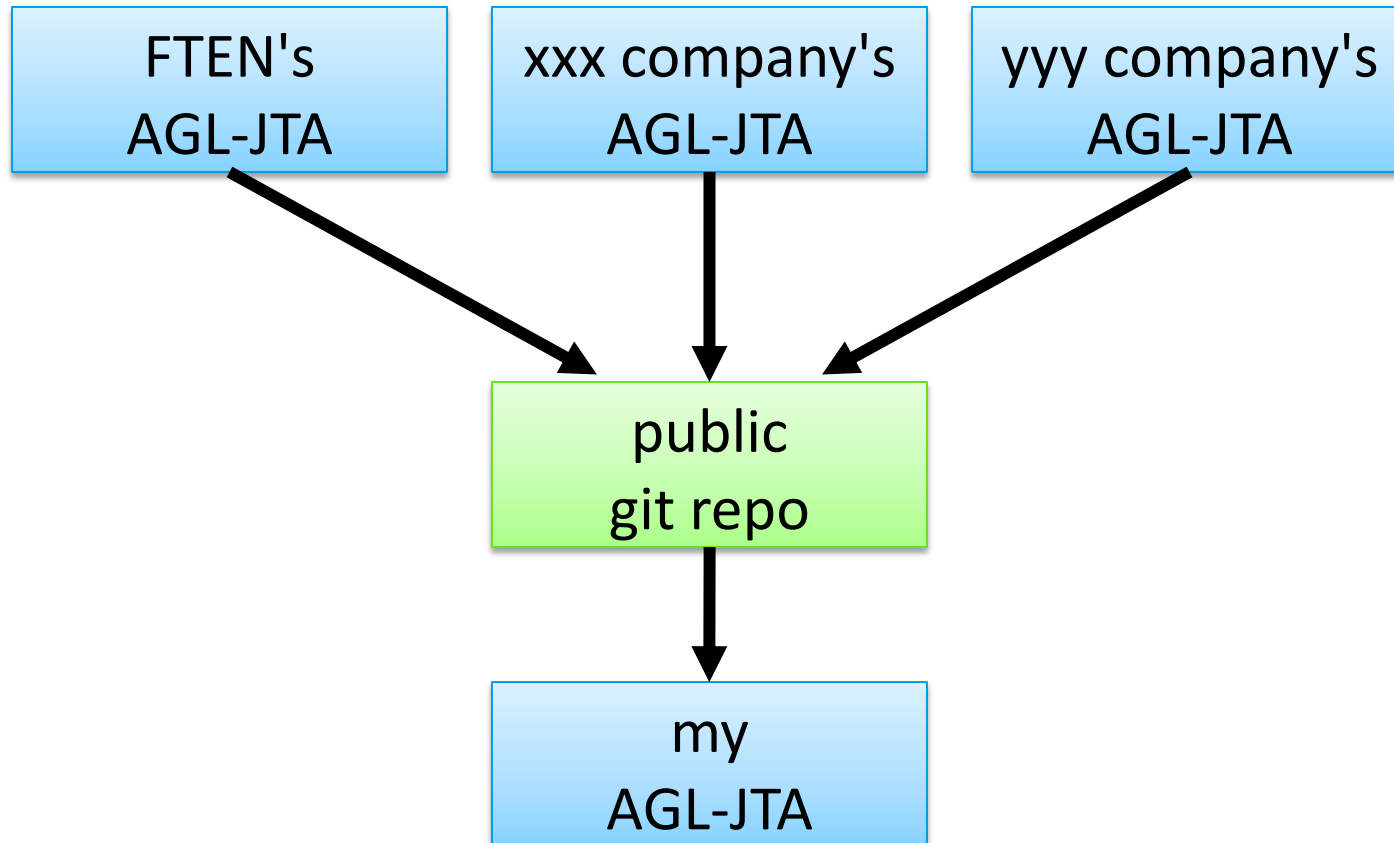 FTEN's
AGL-JTA
xxx company's
AGL-JTA
yyy company's
AGL-JTA
public
git repo
my
AGL-JTA